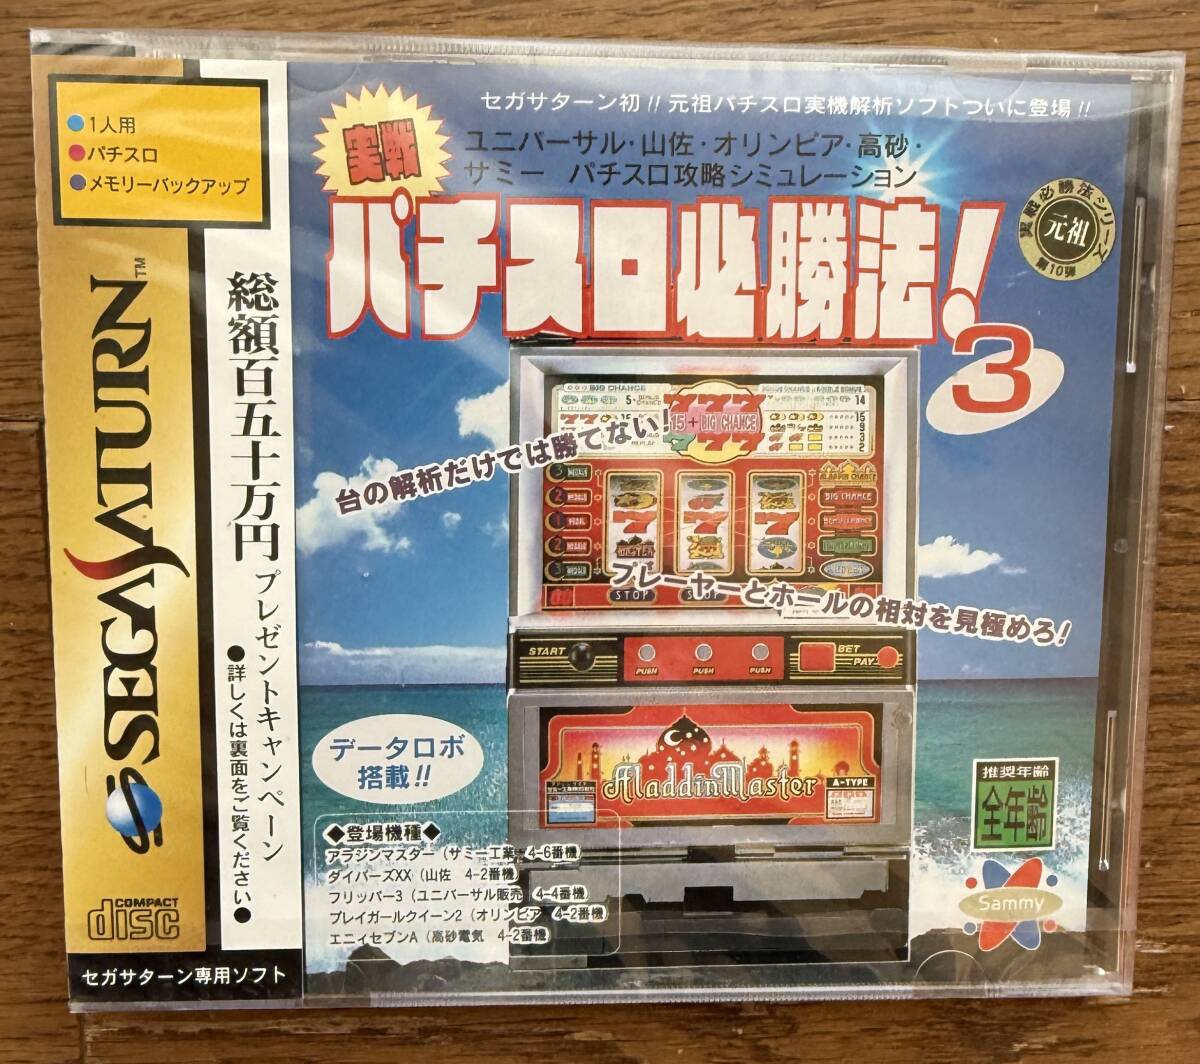 ●1人用
●パチスロ
●メモリーバックアップ
SEGA SATURN™
COMPACT
disc
セガサターン専用ソフト
総額百五十万円 プレゼントキャンペーン
●詳しくは裏面をご覧ください●
セガサターン初!! 元祖パチスロ実機解析ソフトついに登場!!
実戦
ユニバーサル・山佐・オリンピア・高砂・
サミー パチスロ攻略シミュレーション
パチスロ必勝法!
3
実戦必勝法シリーズ
元祖
第10弾
台の解析だけでは勝てない!
プレーヤーとホールの相対を見極めろ!
BIG CHANCE
15+BIG CHANCE
777
14
15
9
3
2
ALADDIN CHANCE
BIG CHANCE
STOP
START
PUSH
PUSH
PUSH
BET
PAY
Aladdin Master
A-TYPE
データロボ
搭載!!
◆登場機種◆
アラジンマスター(サミー工業 4-6番機)
ダイバーズXX(山佐 4-2番機)
フリッパー3(ユニバーサル販売 4-4番機)
プレイガールクイーン2(オリンピア 4-2番機)
エニィセブンA(高砂電気 4-2番機)
推奨年齢
全年齢
Sammy